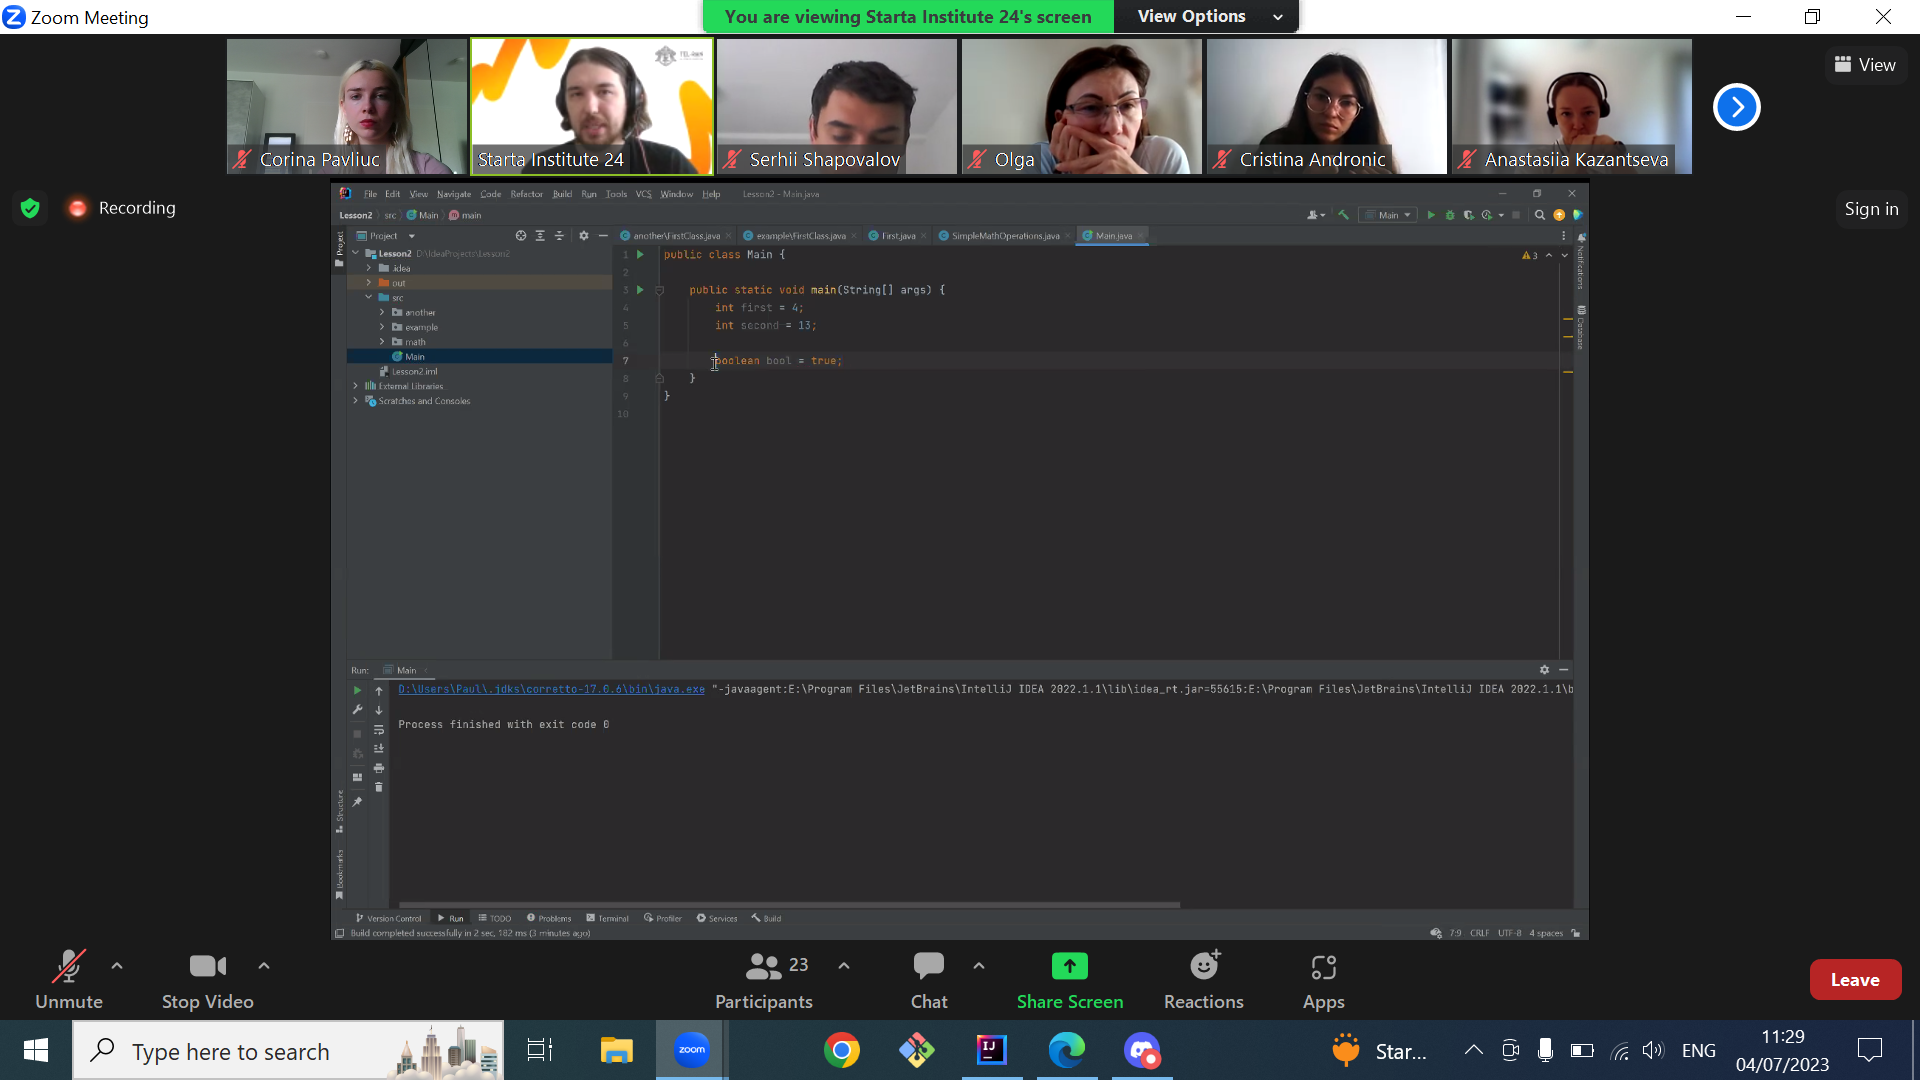 Zoom Meeting
You are viewing Starta Institute 24's screen
View Options
Corina Pavliuc
Starta Institute 24
Serhii Shapovalov
Olga
Cristina Andronic
Anastasiia Kazantseva
View
Recording
Sign in
File Edit View Navigate Code Refactor Build Run Tools VCS Window Help Lesson2 - Main.java
Lesson2 src Main main
Main
Project
another\FirstClass.java example\FirstClass.java First.java SimpleMathOperations.java Main.java
Lesson2 D:\IdeaProjects\Lesson2
.idea
out
src
another
example
math
Main
Lesson2.iml
External Libraries
Scratches and Consoles
1 public class Main {
2
3 public static void main(String[] args) {
4 int first = 4;
5 int second = 13;
6
7 boolean bool = true;
8 }
9 }
10
3
Project
Notifications
Database
Run: Main
D:\Users\Paul\.jdks\corretto-17.0.6\bin\java.exe "-javaagent:E:\Program Files\JetBrains\IntelliJ IDEA 2022.1.1\lib\idea_rt.jar=55615:E:\Program Files\JetBrains\IntelliJ IDEA 2022.1.1\b
Process finished with exit code 0
Structure
Bookmarks
Version Control Run TODO Problems Terminal Profiler Services Build
Build completed successfully in 2 sec, 182 ms (3 minutes ago)
7:9 CRLF UTF-8 4 spaces
Unmute
Stop Video
23
Participants
Chat
Share Screen
Reactions
Apps
Leave
Type here to search
zoom
IJ
Star...
ENG
11:29
04/07/2023